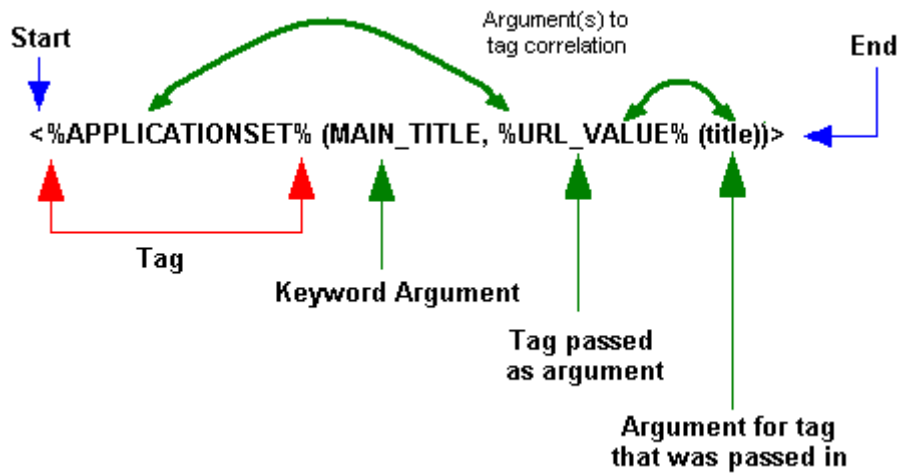 Argument(s) to
tag correlation
Start
End
<%APPLICATIONSET% (MAIN_TITLE, %URL_VALUE% (title))>
Tag
Keyword Argument
Tag passed
as argument
Argument for tag
that was passed in